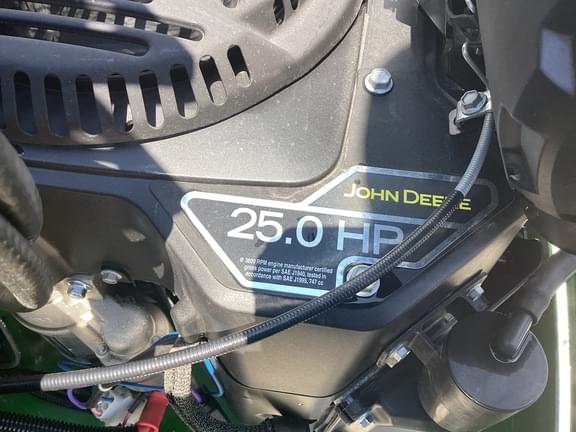 JOHN DEERE
25.0 HP
@ 3600 RPM engine manufacturer certified
gross power per SAE J1940, tested in
accordance with SAE J1995, 747 cc